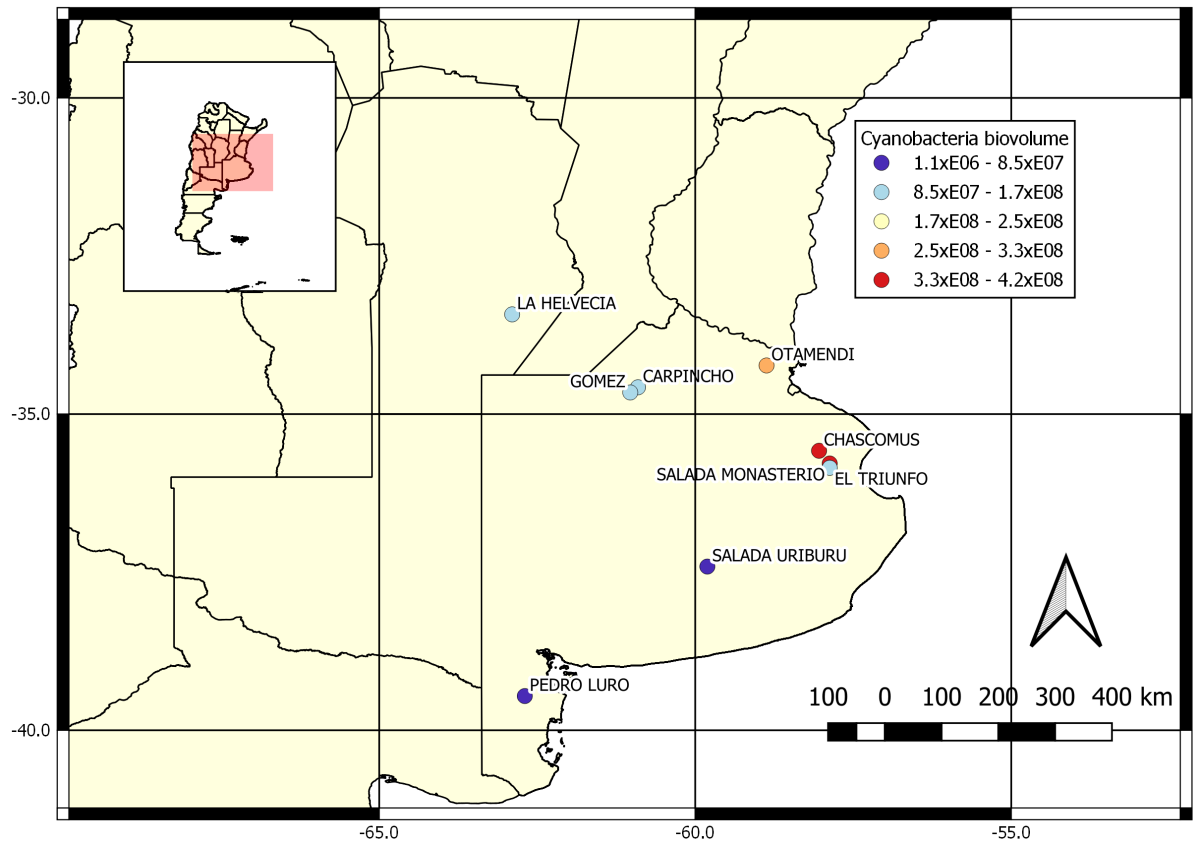 -30.0
Cyanobacteria biovolume
1.1xE06 - 8.5xE07
8.5xE07 - 1.7xE08
1.7xE08 - 2.5xE08
2.5xE08 - 3.3xE08
3.3xE08 - 4.2xE08
LA HELVECIA
OTAMENDI
GOMEZ
CARPINCHO
-35.0
CHASCOMUS
SALADA MONASTERIO
EL TRIUNFO
SALADA URIBURU
PEDRO LURO
100 0 100 200 300 400 km
-40.0
-65.0 -60.0 -55.0